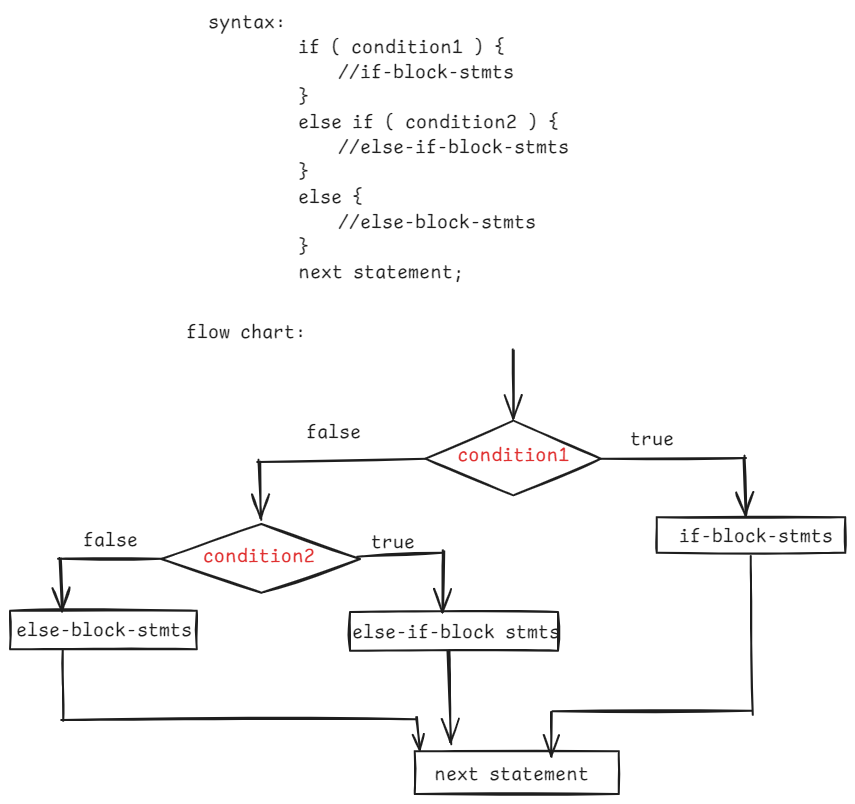 syntax:
if ( condition1 ) {
//if-block-stmts
}
else if ( condition2 ) {
//else-if-block-stmts
}
else {
//else-block-stmts
}
next statement;
flow chart:
false
condition1
true
if-block-stmts
false
condition2
true
else-block-stmts
else-if-block stmts
next statement